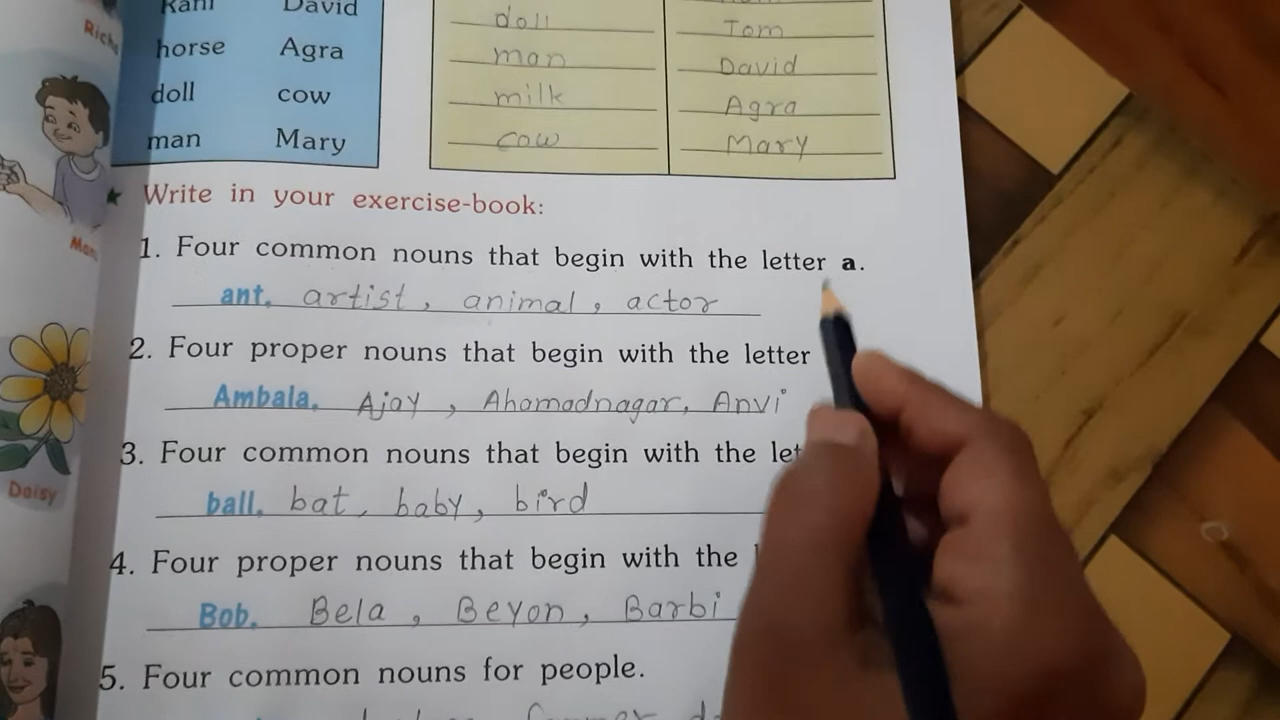 Rani David doll Tom
horse Agra man David
doll cow milk Agra
man Mary cow Mary
Write in your exercise-book:
1. Four common nouns that begin with the letter a.
ant, artist, animal, actor
2. Four proper nouns that begin with the letter
Ambala, Ajay, Ahamadnagar, Anvi
3. Four common nouns that begin with the
ball, bat, baby, bird
Daisy
4. Four proper nouns that begin with the
Bob, Bela, Beyon, Barbi
5. Four common nouns for people.